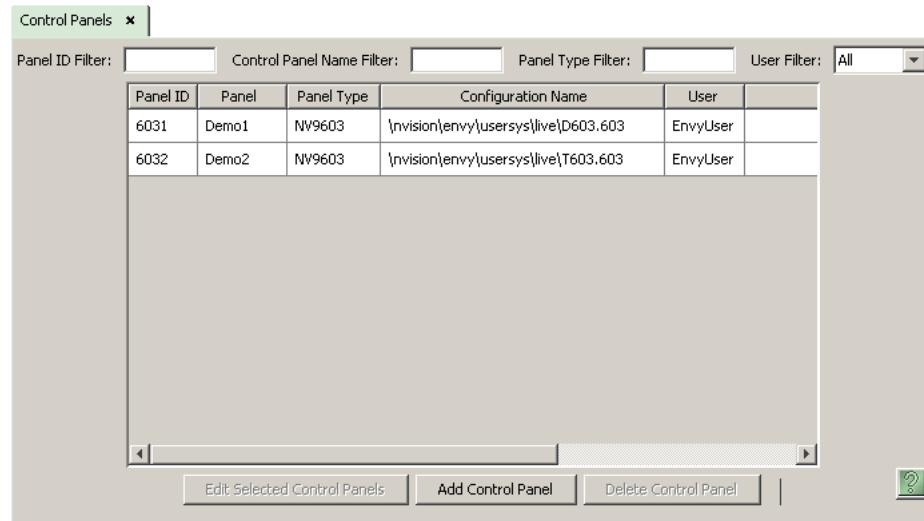 Control Panels ×
Panel ID Filter: Control Panel Name Filter: Panel Type Filter: User Filter: All
Panel ID Panel Panel Type Configuration Name User
6031 Demo1 NV9603 \nvision\envy\usersys\live\D603.603 EnvyUser
6032 Demo2 NV9603 \nvision\envy\usersys\live\T603.603 EnvyUser
Edit Selected Control Panels Add Control Panel Delete Control Panel ?